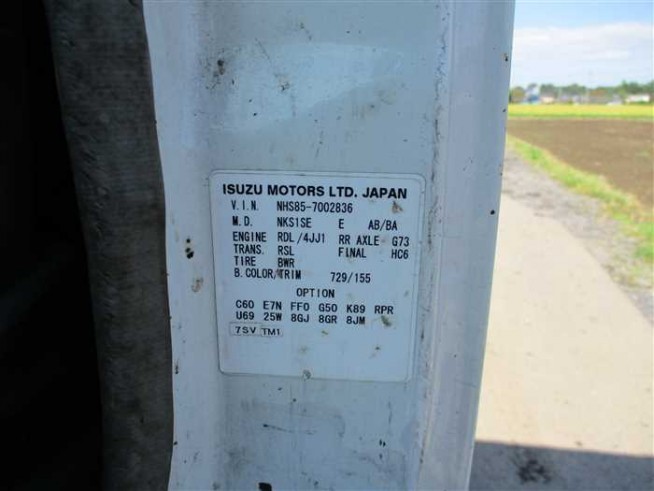 ISUZU MOTORS LTD. JAPAN
V.I.N. NHS85-7002836
M.D. NKS1SE E AB/BA
ENGINE RDL/4JJ1 RR AXLE G73
TRANS. RSL FINAL HC6
TIRE BWR
B.COLOR/TRIM 729/155
OPTION
C60 E7N FF0 G50 K89 RPR
U69 25W 8GJ 8GR 8JM
7SV TM1